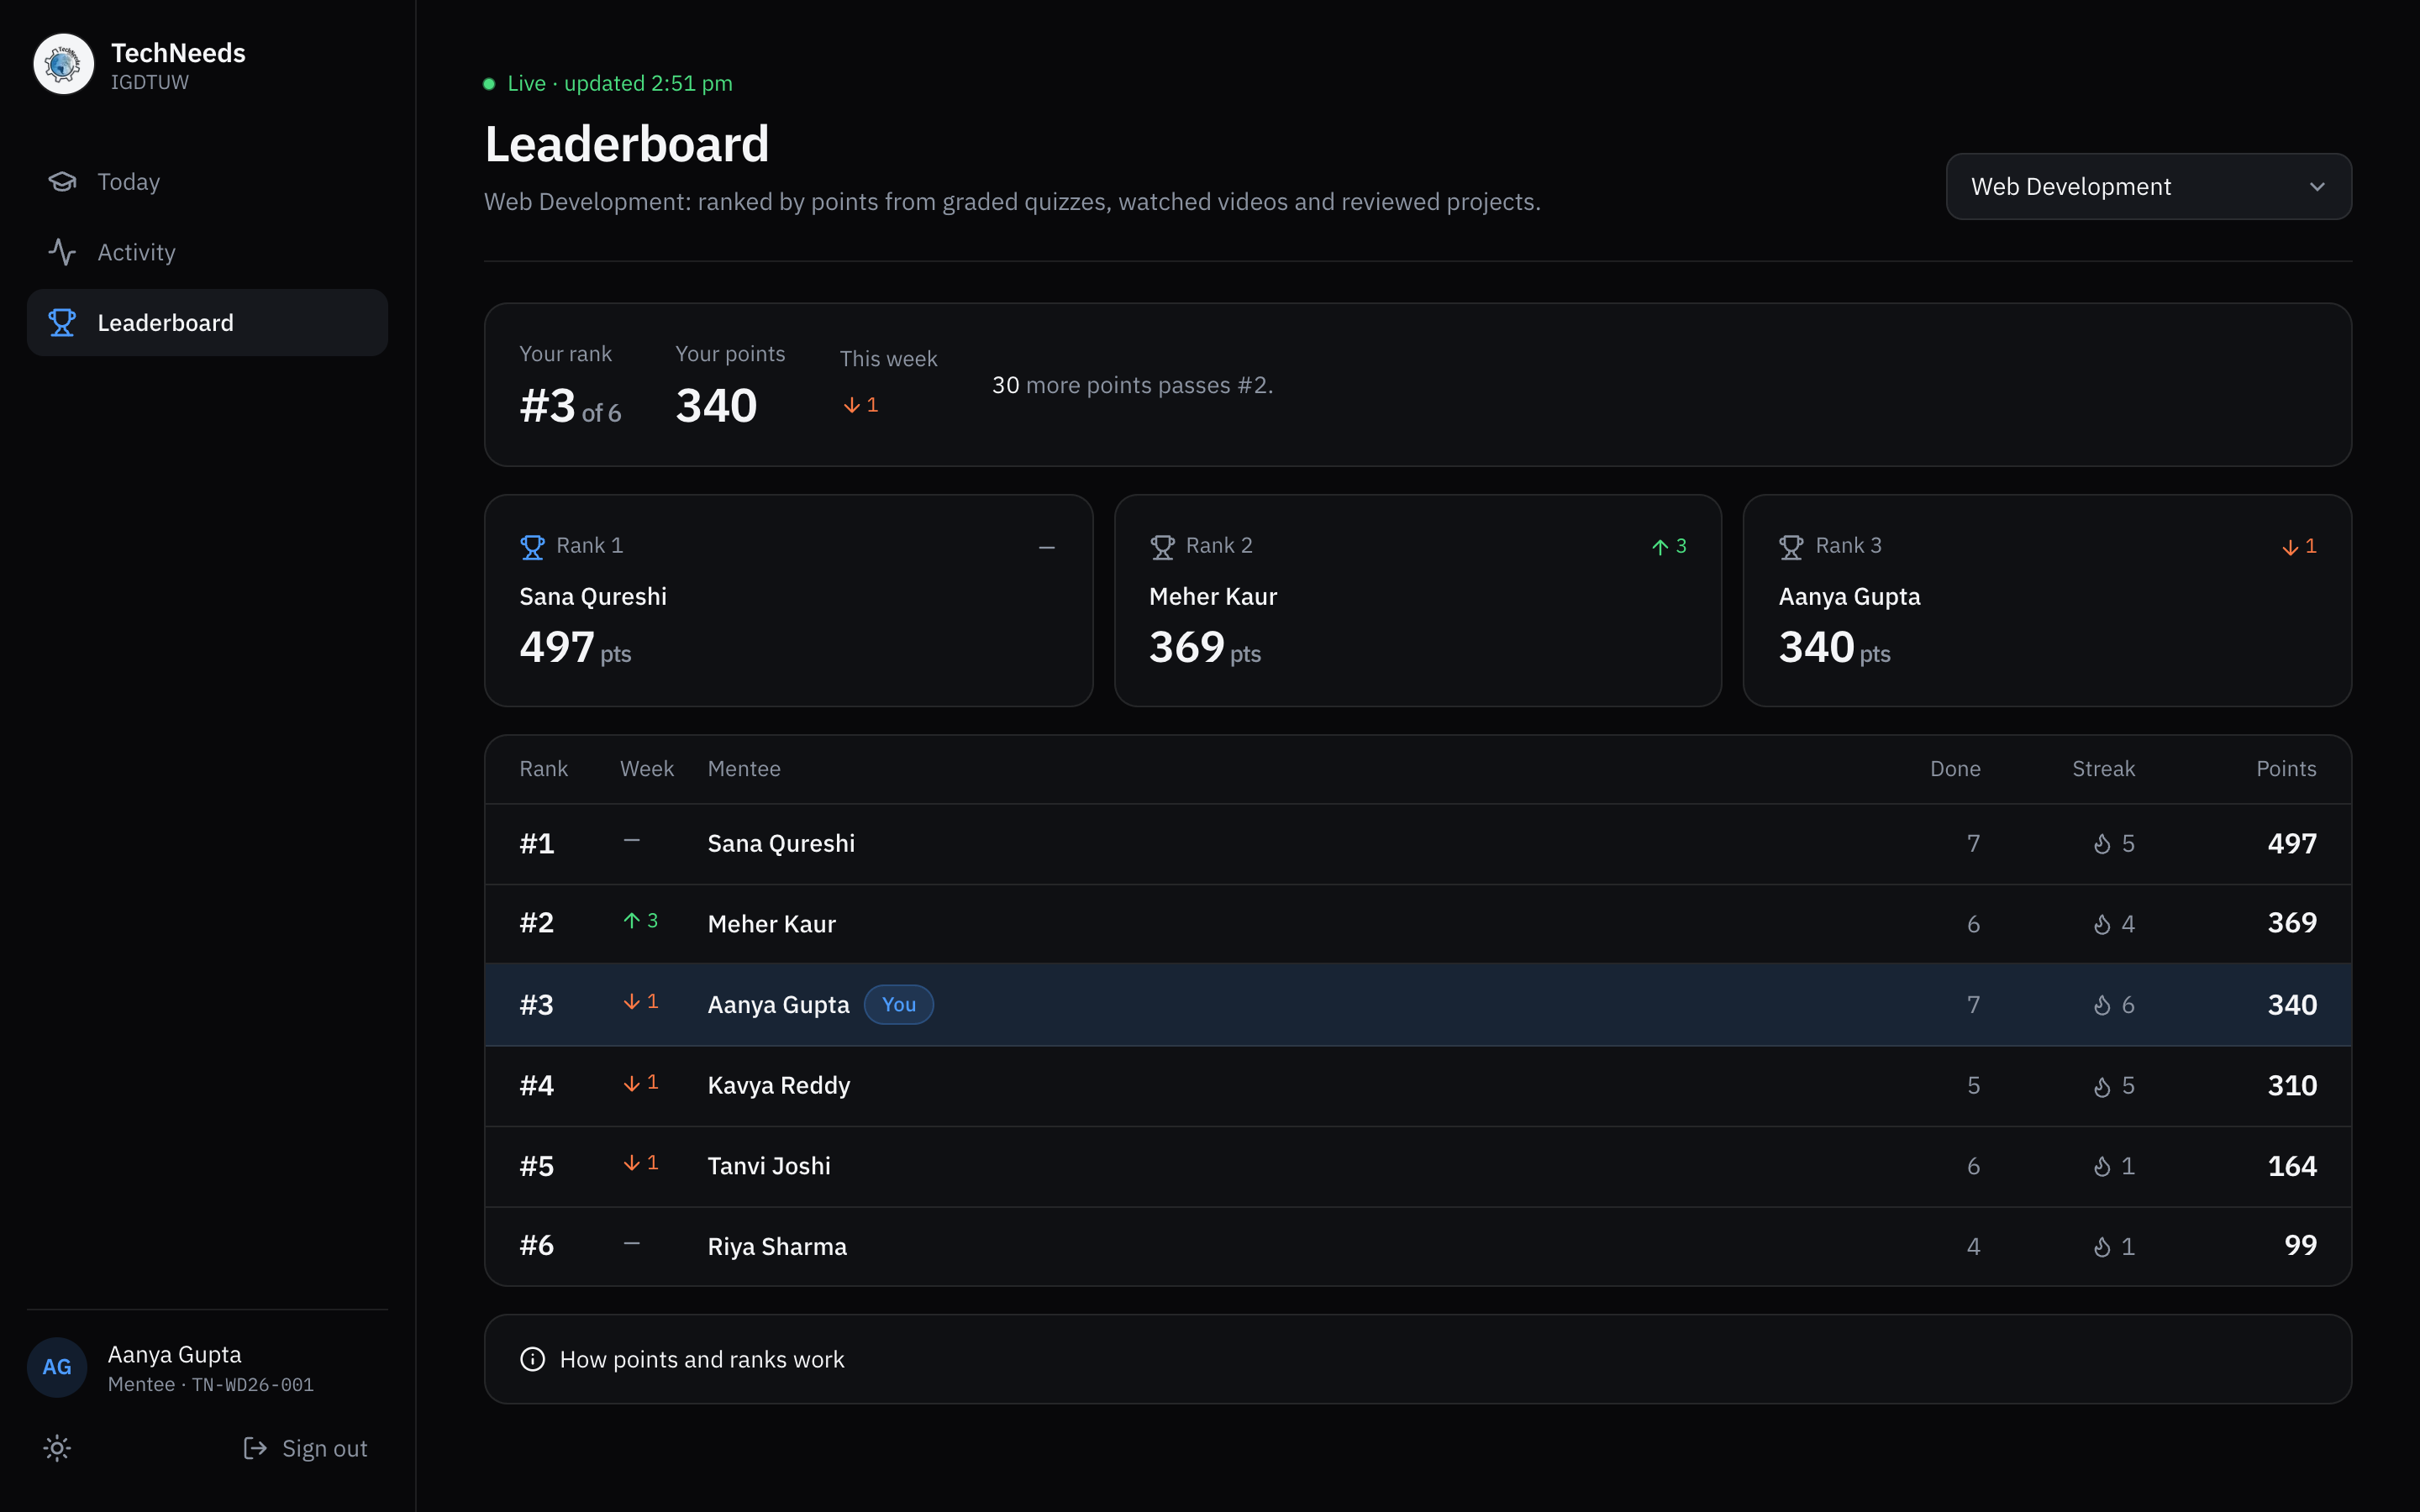 TechNeeds
TechNeeds
IGDTUW
Today
Activity
Leaderboard
Live · updated 2:51 pm
Leaderboard
Web Development: ranked by points from graded quizzes, watched videos and reviewed projects.
Web Development
Your rank
#3 of 6
Your points
340
This week
↓ 1
30 more points passes #2.
Rank 1 —
Sana Qureshi
497 pts
Rank 2 ↑ 3
Meher Kaur
369 pts
Rank 3 ↓ 1
Aanya Gupta
340 pts
Rank Week Mentee Done Streak Points
#1 — Sana Qureshi 7 5 497
#2 ↑ 3 Meher Kaur 6 4 369
#3 ↓ 1 Aanya Gupta You 7 6 340
#4 ↓ 1 Kavya Reddy 5 5 310
#5 ↓ 1 Tanvi Joshi 6 1 164
#6 — Riya Sharma 4 1 99
How points and ranks work
AG
Aanya Gupta
Mentee · TN-WD26-001
Sign out